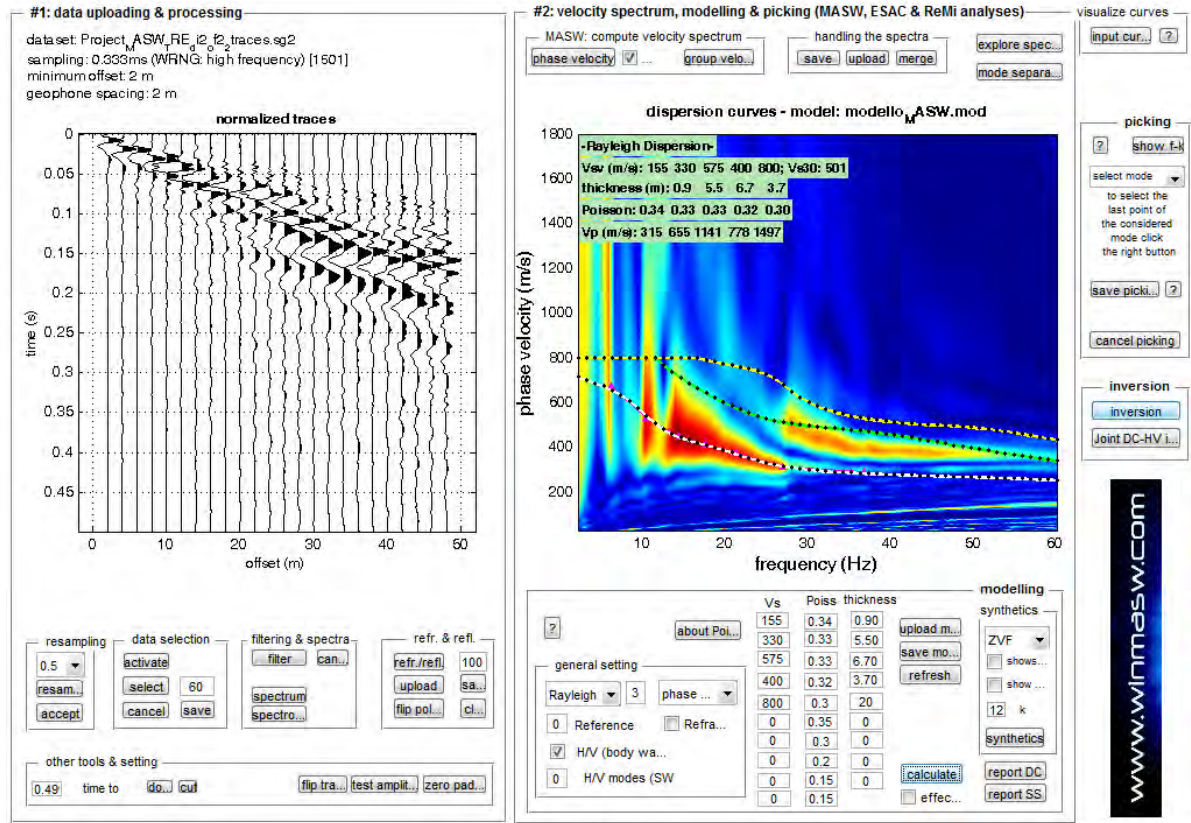 #1: data uploading & processing
dataset: Project_MASW_TRE_di2_of2_2_traces.sg2
sampling: 0.333ms (WRNG: high frequency) [1501]
minimum offset: 2 m
geophone spacing: 2 m
normalized traces
0
0.05
0.1
0.15
0.2
0.25
0.3
0.35
0.4
0.45
time (s)
0 10 20 30 40 50
offset (m)
resampling
0.5
resam...
accept
data selection
activate
select 60
cancel save
filtering & spectra
filter can...
spectrum
spectro...
refr. & refl.
refr./refl. 100
upload sa...
flip pol... cl...
other tools & setting
0.49 time to do... cut flip tra... test amplit... zero pad...
#2: velocity spectrum, modelling & picking (MASW, ESAC & ReMi analyses)
MASW: compute velocity spectrum
phase velocity ... group velo...
handling the spectra
save upload merge
explore spec...
mode separa...
dispersion curves - model: modello_MASW.mod
-Rayleigh Dispersion-
Vsv (m/s): 155 330 575 400 800; Vs30: 501
thickness (m): 0.9 5.5 6.7 3.7
Poisson: 0.34 0.33 0.33 0.32 0.30
Vp (m/s): 315 655 1141 778 1497
1800
1600
1400
1200
1000
800
600
400
200
phase velocity (m/s)
10 20 30 40 50 60
frequency (Hz)
? about Poi...
general setting
Rayleigh 3 phase ...
0 Reference Refra...
H/V (body wa...
0 H/V modes (SW
Vs Poiss thickness
155 0.34 0.90
330 0.33 5.50
575 0.33 6.70
400 0.32 3.70
800 0.3 20
0 0.35 0
0 0.3 0
0 0.2 0
0 0.15 0
0 0.15
upload m...
save mo...
refresh
calculate
effec...
modelling
synthetics
ZVF
shows...
show ...
12 k
synthetics
report DC
report SS
visualize curves
input cur... ?
picking
? show f-k
select mode
to select the
last point of
the considered
mode click
the right button
save picki... ?
cancel picking
inversion
inversion
Joint DC-HV i...
www.winmasw.com